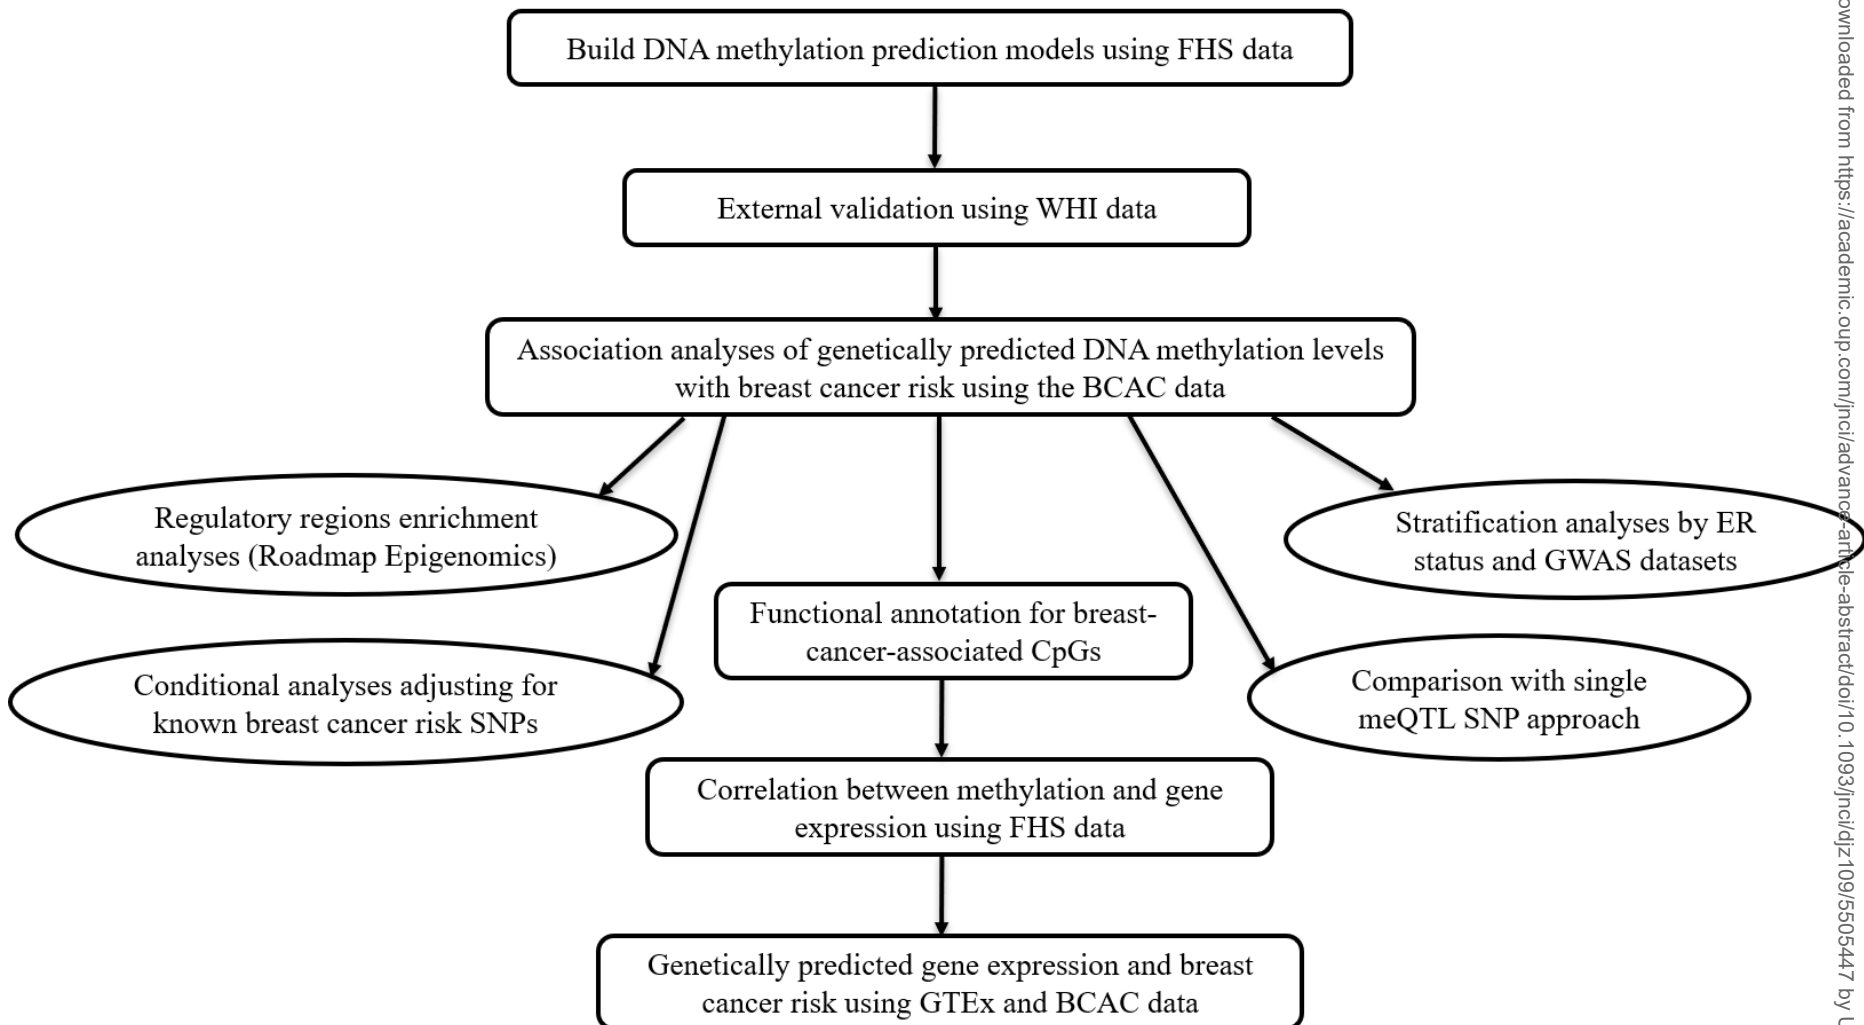 Build DNA methylation prediction models using FHS data
External validation using WHI data
Association analyses of genetically predicted DNA methylation levels
with breast cancer risk using the BCAC data
Regulatory regions enrichment
analyses (Roadmap Epigenomics)
Stratification analyses by ER
status and GWAS datasets
Functional annotation for breast-
cancer-associated CpGs
Conditional analyses adjusting for
known breast cancer risk SNPs
Comparison with single
meQTL SNP approach
Correlation between methylation and gene
expression using FHS data
Genetically predicted gene expression and breast
cancer risk using GTEx and BCAC data
ownloaded from https://academic.oup.com/jnci/advance-article-abstract/doi/10.1093/jnci/djz109/5505447 by